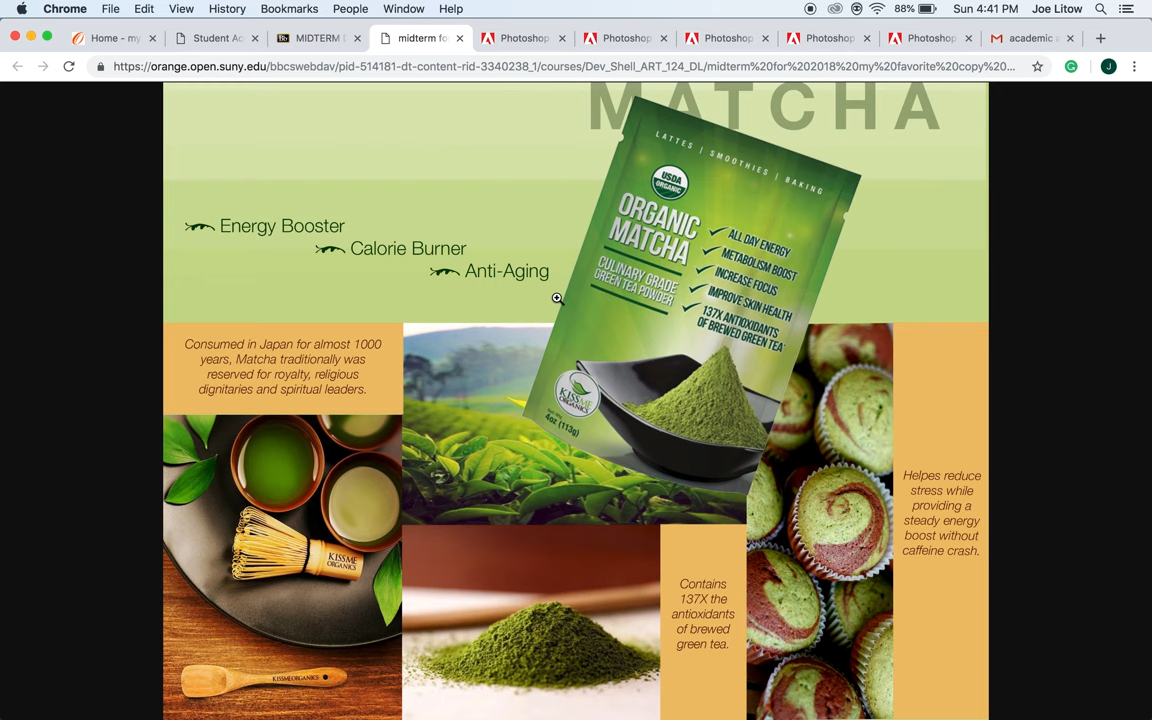 Chrome File Edit View History Bookmarks People Window Help 88% Sun 4:41 PM Joe Litow
Home - my Student Ac MIDTERM D midterm fo Photoshop Photoshop Photoshop Photoshop Photoshop academic a
https://orange.open.suny.edu/bbcswebdav/pid-514181-dt-content-rid-3340238_1/courses/Dev_Shell_ART_124_DL/midterm%20for%202018%20my%20favorite%20copy%20... J
MATCHA
LATTES | SMOOTHIES | BAKING
USDA
ORGANIC
ORGANIC
MATCHA
CULINARY GRADE
GREEN TEA POWDER
ALL DAY ENERGY
METABOLISM BOOST
INCREASE FOCUS
IMPROVE SKIN HEALTH
137X ANTIOXIDANTS
OF BREWED GREEN TEA*
KISSME
ORGANICS
4oz (113g)
Energy Booster
Calorie Burner
Anti-Aging
Consumed in Japan for almost 1000
years, Matcha traditionally was
reserved for royalty, religious
dignitaries and spiritual leaders.
KISSME
ORGANICS
KISSMEORGANICS
Contains
137X the
antioxidants
of brewed
green tea.
Helpes reduce
stress while
providing a
steady energy
boost without
caffeine crash.